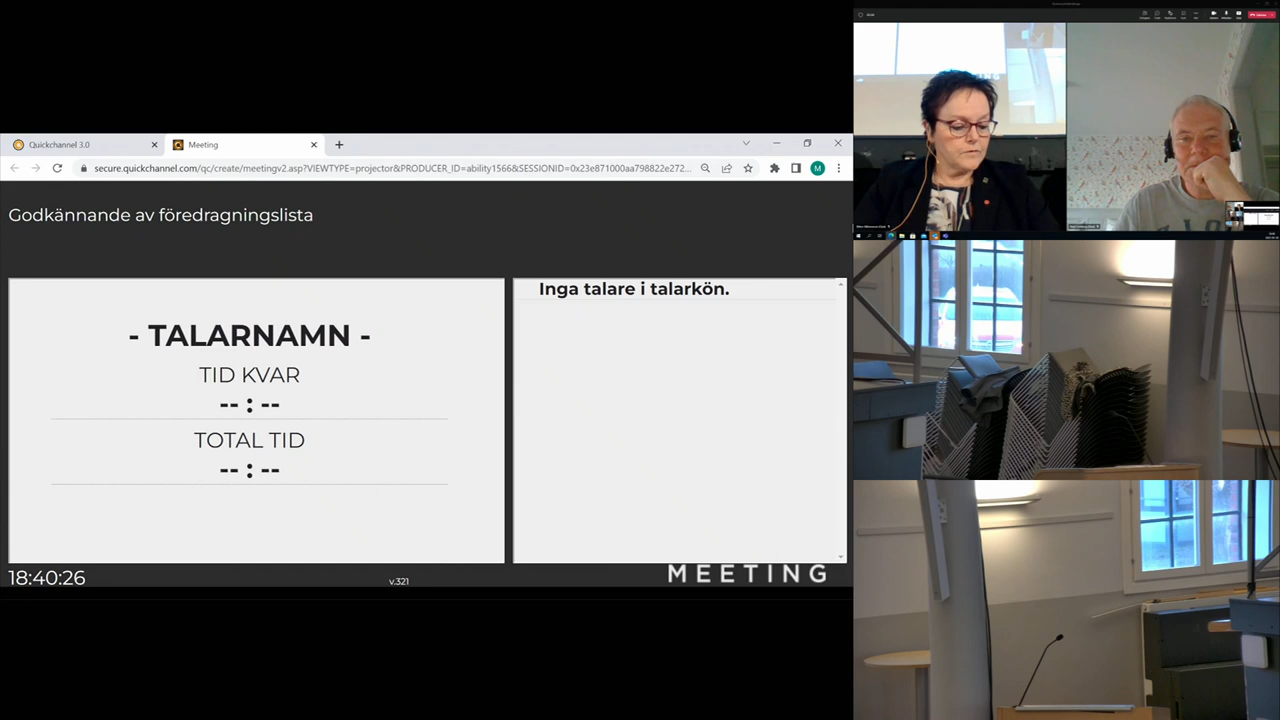 Quickchannel 3.0
Meeting
secure.quickchannel.com/qc/create/meetingv2.asp?VIEWTYPE=projector&PRODUCER_ID=ability1566&SESSIONID=0x23e871000aa798822e272...
M
Godkännande av föredragningslista
- TALARNAMN -
TID KVAR
-- : --
TOTAL TID
-- : --
Inga talare i talarkön.
18:40:26
v.321
MEETING